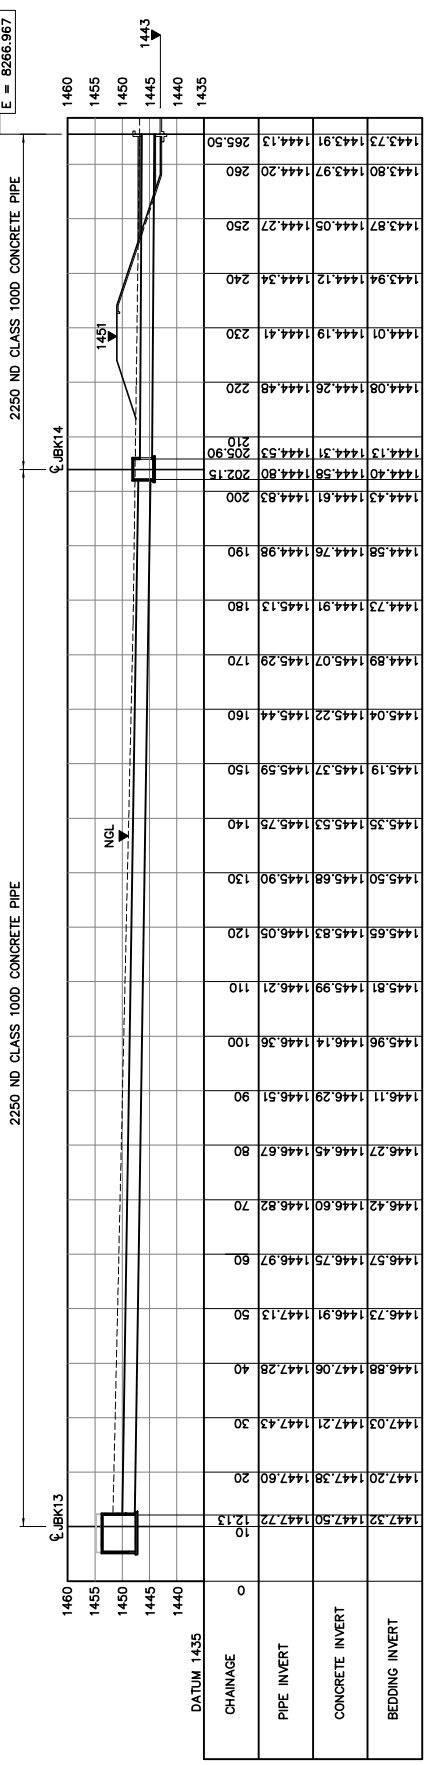 E = 8266.967
2250 ND CLASS 100D CONCRETE PIPE
2250 ND CLASS 100D CONCRETE PIPE
℄ JBK13
℄ JBK14
1460
1455
1450
1445
1440
DATUM 1435
NGL
1451
1443
1460
1455
1450
1445
1440
1435
CHAINAGE 0 10 12.13 20 30 40 50 60 70 80 90 100 110 120 130 140 150 160 170 180 190 200 202.15 205.90 210 220 230 240 250 260 265.50
PIPE INVERT 1447.72 1447.60 1447.43 1447.28 1447.13 1446.97 1446.82 1446.67 1446.51 1446.36 1446.21 1446.05 1445.90 1445.75 1445.59 1445.44 1445.29 1445.13 1444.98 1444.83 1444.80 1444.53 1444.48 1444.41 1444.34 1444.27 1444.20 1444.13
CONCRETE INVERT 1447.50 1447.38 1447.21 1447.06 1446.91 1446.75 1446.60 1446.45 1446.29 1446.14 1445.99 1445.83 1445.68 1445.53 1445.37 1445.22 1445.07 1444.91 1444.76 1444.61 1444.58 1444.31 1444.26 1444.19 1444.12 1444.05 1443.97 1443.91
BEDDING INVERT 1447.32 1447.20 1447.03 1446.88 1446.73 1446.57 1446.42 1446.27 1446.11 1445.96 1445.81 1445.65 1445.50 1445.35 1445.19 1445.04 1444.89 1444.73 1444.58 1444.43 1444.40 1444.13 1444.08 1444.01 1443.94 1443.87 1443.80 1443.73